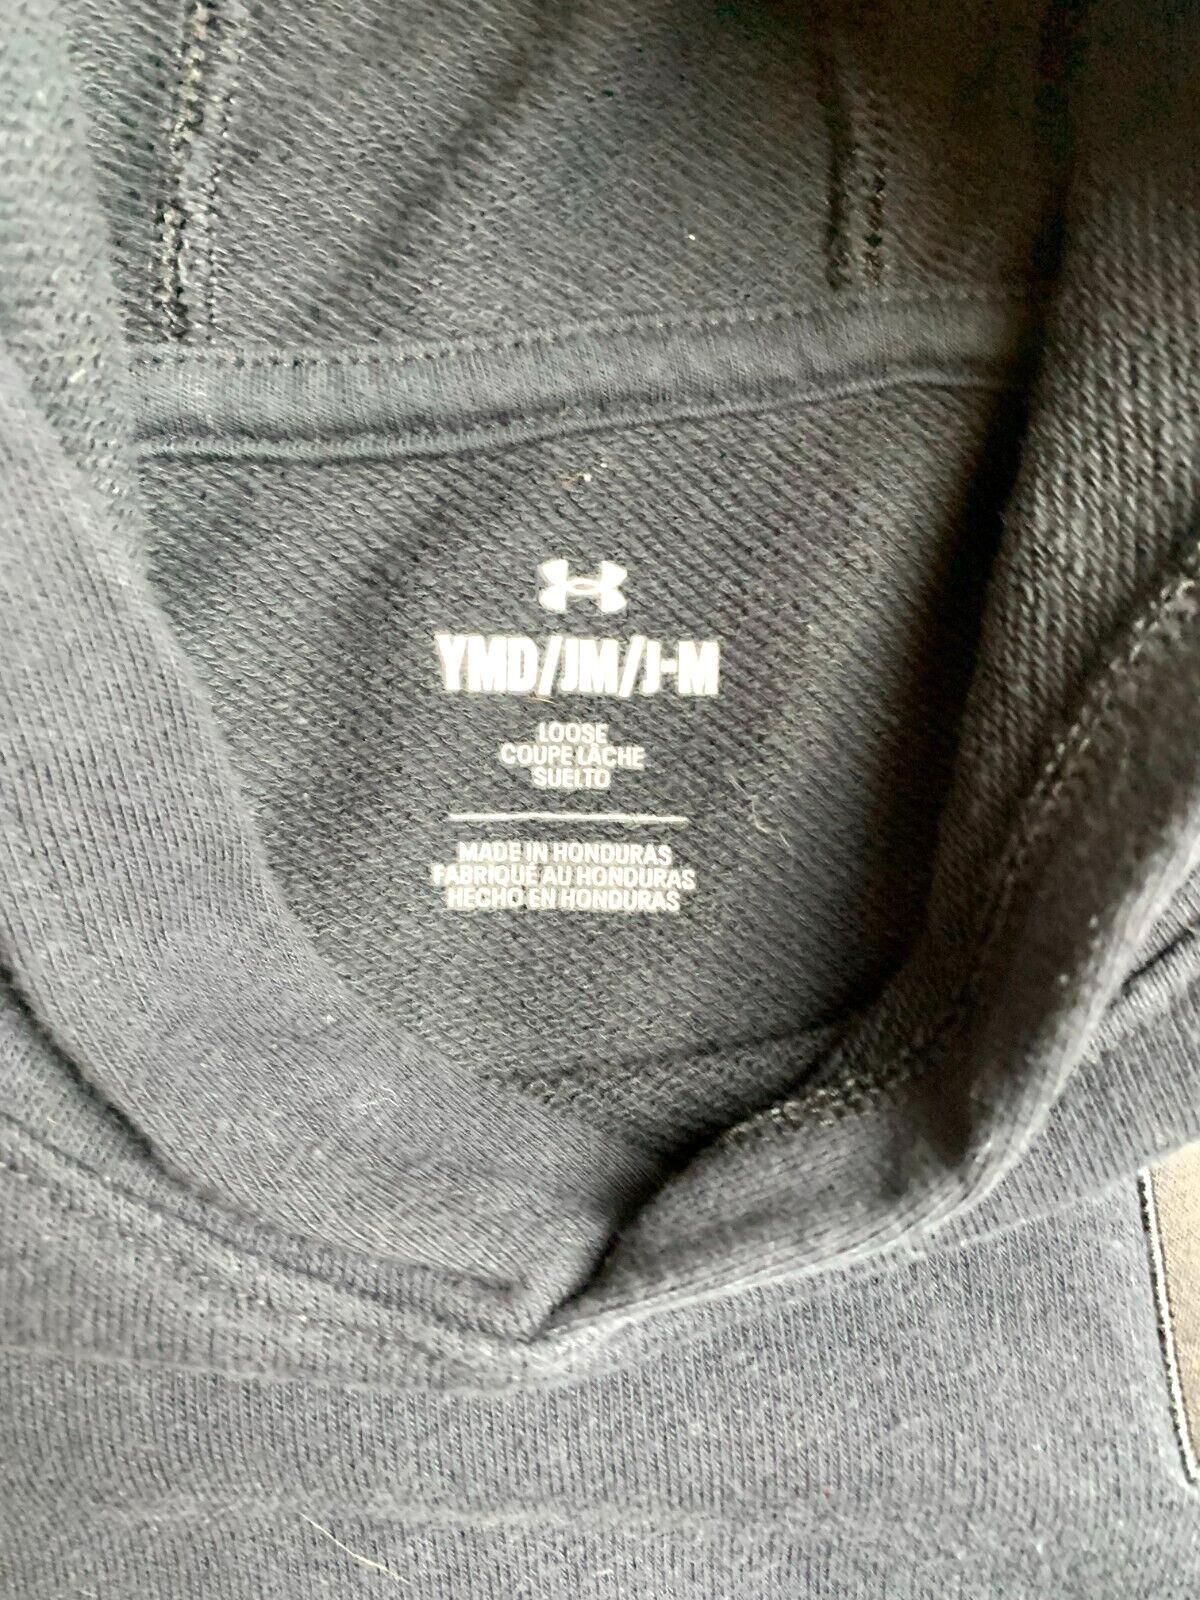 YMD/JM/J-M
LOOSE
COUPE LÂCHE
SUELTO
MADE IN HONDURAS
FABRIQUÉ AU HONDURAS
HECHO EN HONDURAS